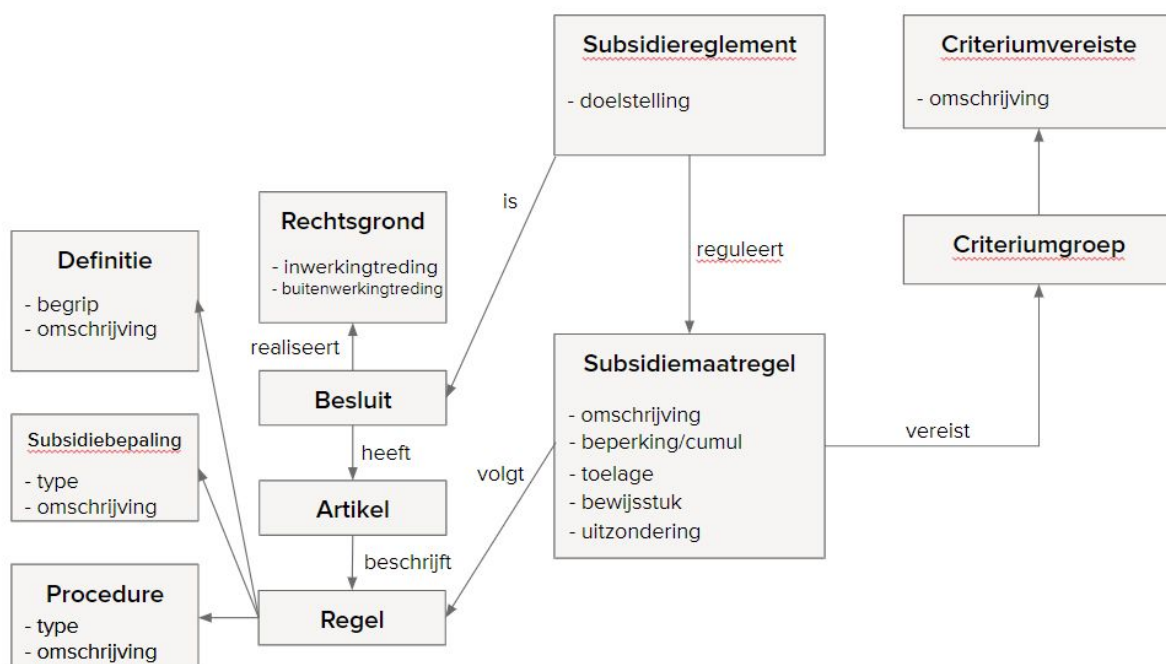 Subsidiereglement
- doelstelling
Criteriumvereiste
- omschrijving
is
Rechtsgrond
- inwerkingtreding
- buitenwerkingtreding
Definitie
- begrip
- omschrijving
reguleert
Criteriumgroep
realiseert
Besluit
Subsidiemaatregel
- omschrijving
- beperking/cumul
- toelage
- bewijsstuk
- uitzondering
vereist
Subsidiebepaling
- type
- omschrijving
heeft
volgt
Artikel
beschrijft
Procedure
- type
- omschrijving
Regel